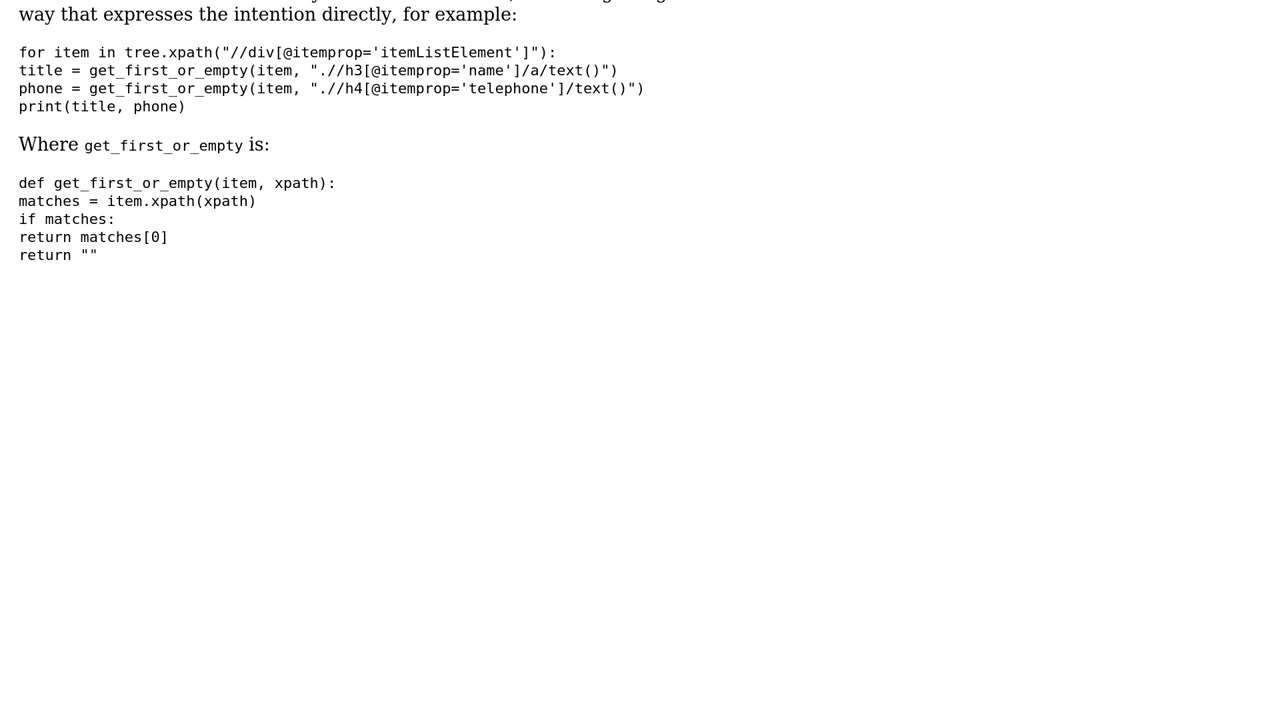 way that expresses the intention directly, for example:
for item in tree.xpath("//div[@itemprop='itemListElement']"):
title = get_first_or_empty(item, ".//h3[@itemprop='name']/a/text()")
phone = get_first_or_empty(item, ".//h4[@itemprop='telephone']/text()")
print(title, phone)
Where get_first_or_empty is:
def get_first_or_empty(item, xpath):
matches = item.xpath(xpath)
if matches:
return matches[0]
return ""